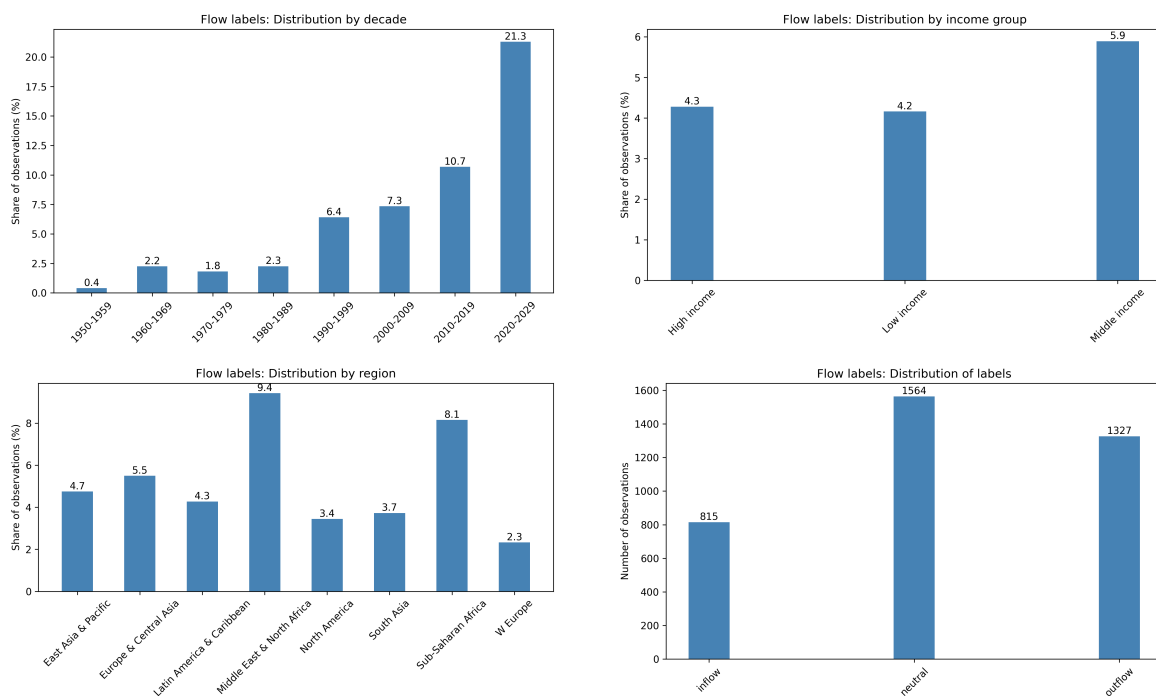 Flow labels: Distribution by decade
Share of observations (%)
20.0
17.5
15.0
12.5
10.0
7.5
5.0
2.5
0.0
0.4
2.2
1.8
2.3
6.4
7.3
10.7
21.3
1950-1959
1960-1969
1970-1979
1980-1989
1990-1999
2000-2009
2010-2019
2020-2029
Flow labels: Distribution by income group
Share of observations (%)
6
5
4
3
2
1
0
4.3
4.2
5.9
High income
Low income
Middle income
Flow labels: Distribution by region
Share of observations (%)
8
6
4
2
0
4.7
5.5
4.3
9.4
3.4
3.7
8.1
2.3
East Asia & Pacific
Europe & Central Asia
Latin America & Caribbean
Middle East & North Africa
North America
South Asia
Sub-Saharan Africa
W Europe
Flow labels: Distribution of labels
Number of observations
1600
1400
1200
1000
800
600
400
200
0
815
1564
1327
inflow
neutral
outflow